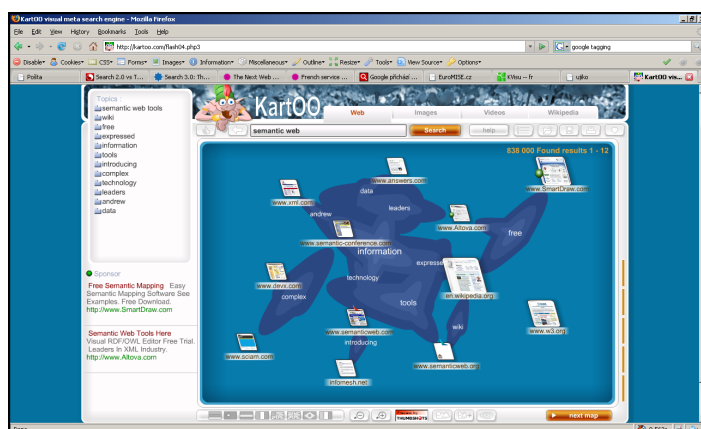 KartOO visual meta search engine - Mozilla Firefox
File Edit View History Bookmarks Tools Help
http://kartoo.com/flash04.php3
google tagging
Disable Cookies CSS Forms Images Information Miscellaneous Outline Resize Tools View Source Options
Pošta
Search 2.0 vs T...
Search 3.0: Th...
The Next Web ...
French service ...
Google přichází ...
EuroMISE.cz
KVisu -- fr
ujiko
KartOO vis...
Topics :
semantic web tools
wiki
free
expressed
information
tools
introducing
complex
technology
leaders
andrew
data
KartOO
Web
Images
Videos
Wikipedia
semantic web
Search
help
838 000 Found results 1 - 12
www.answers.com
www.SmartDraw.com
data
www.xml.com
leaders
andrew
www.Altova.com
free
www.semantic-conference.com
information
expresse
www.devx.com
technology
en.wikipedia.org
complex
tools
www.semanticweb.com
wiki
www.w3.org
introducing
www.sciam.com
www.semanticweb.org
infomesh.net
Sponsor
Free Semantic Mapping Easy
Semantic Mapping Software See
Examples. Free Download.
http://www.SmartDraw.com
Semantic Web Tools Here
Visual RDF/OWL Editor Free Trial.
Leaders In XML Industry.
http://www.Altova.com
THUMBSHOTS
next map